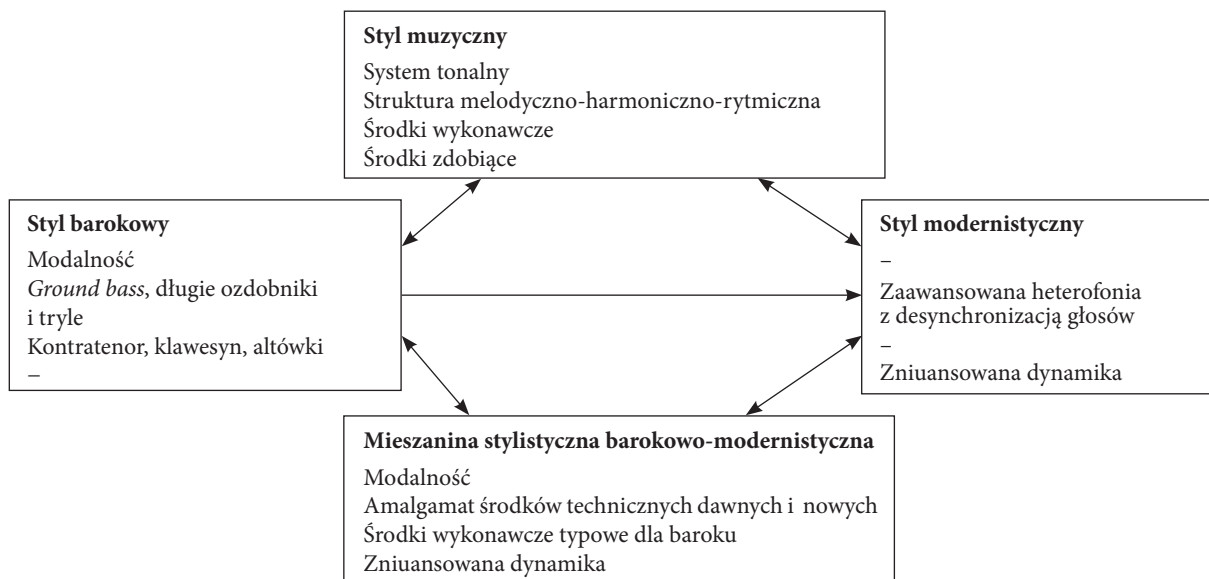 Styl muzyczny
System tonalny
Struktura melodyczno-harmoniczno-rytmiczna
Środki wykonawcze
Środki zdobiące
Styl barokowy
Modalność
Ground bass, długie ozdobniki
i tryle
Kontratenor, klawesyn, altówki
–
Styl modernistyczny
–
Zaawansowana heterofonia
z desynchronizacją głosów
–
Zniuansowana dynamika
Mieszanina stylistyczna barokowo-modernistyczna
Modalność
Amalgamat środków technicznych dawnych i nowych
Środki wykonawcze typowe dla baroku
Zniuansowana dynamika